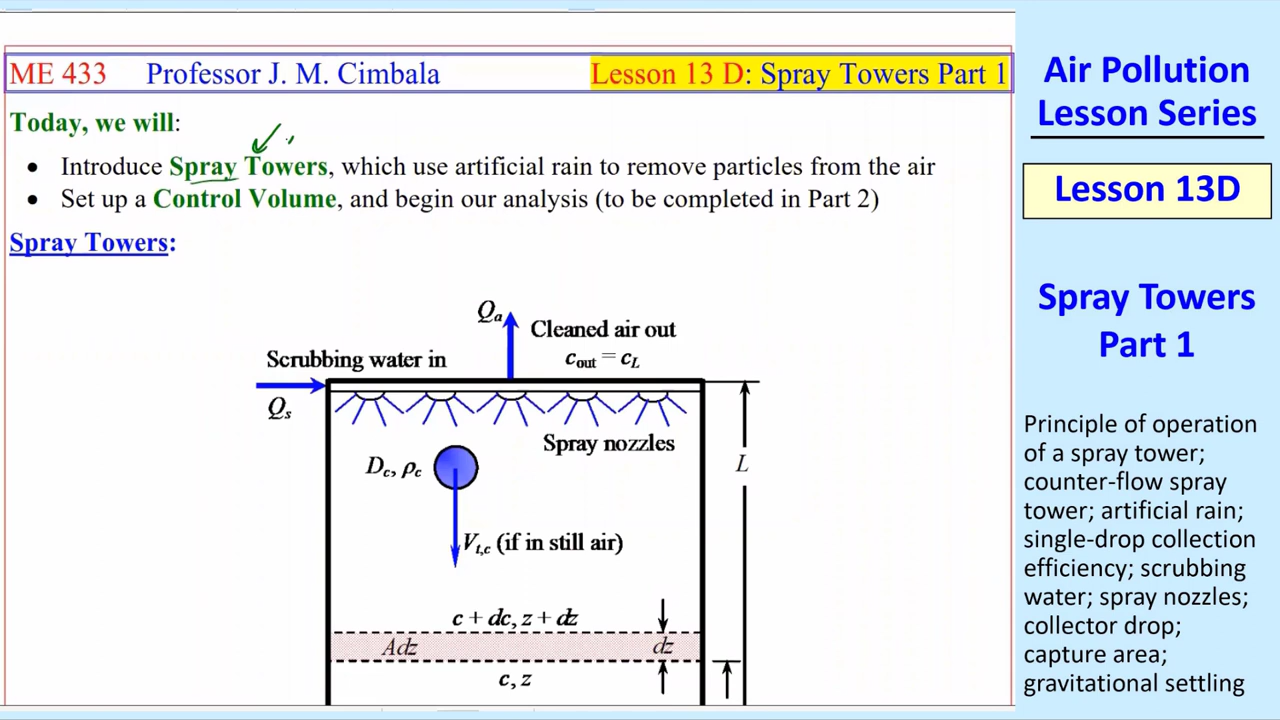 ME 433 Professor J. M. Cimbala Lesson 13 D: Spray Towers Part 1
Today, we will:
• Introduce Spray Towers, which use artificial rain to remove particles from the air
• Set up a Control Volume, and begin our analysis (to be completed in Part 2)
Spray Towers:
Qa
Cleaned air out
Scrubbing water in
cout = cL
Qs
Spray nozzles
Dc, ρc
L
Vt,c (if in still air)
c + dc, z + dz
Adz
dz
c, z
Air Pollution
Lesson Series
Lesson 13D
Spray Towers
Part 1
Principle of operation
of a spray tower;
counter-flow spray
tower; artificial rain;
single-drop collection
efficiency; scrubbing
water; spray nozzles;
collector drop;
capture area;
gravitational settling